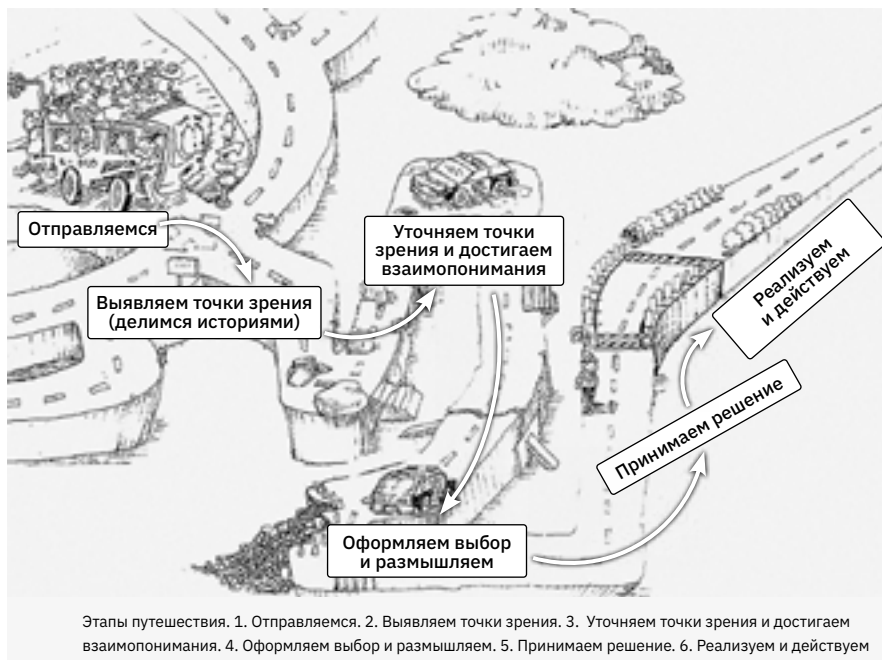 Отправляемся
Выявляем точки зрения
(делимся историями)
Уточняем точки
зрения и достигаем
взаимопонимания
Оформляем выбор
и размышляем
Принимаем решение
Реализуем
и действуем
Этапы путешествия. 1. Отправляемся. 2. Выявляем точки зрения. 3. Уточняем точки зрения и достигаем
взаимопонимания. 4. Оформляем выбор и размышляем. 5. Принимаем решение. 6. Реализуем и действуем